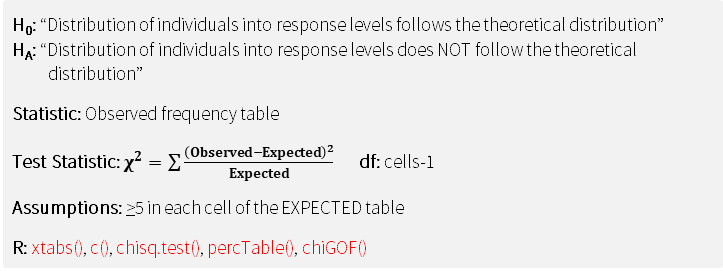 H₀: “Distribution of individuals into response levels follows the theoretical distribution”
Hₐ: “Distribution of individuals into response levels does NOT follow the theoretical
distribution”
Statistic: Observed frequency table
Test Statistic: χ² = ∑ (Observed−Expected)² / Expected df: cells-1
Assumptions: ≥5 in each cell of the EXPECTED table
R: xtabs(), c(), chisq.test(), percTable(), chiGOF()